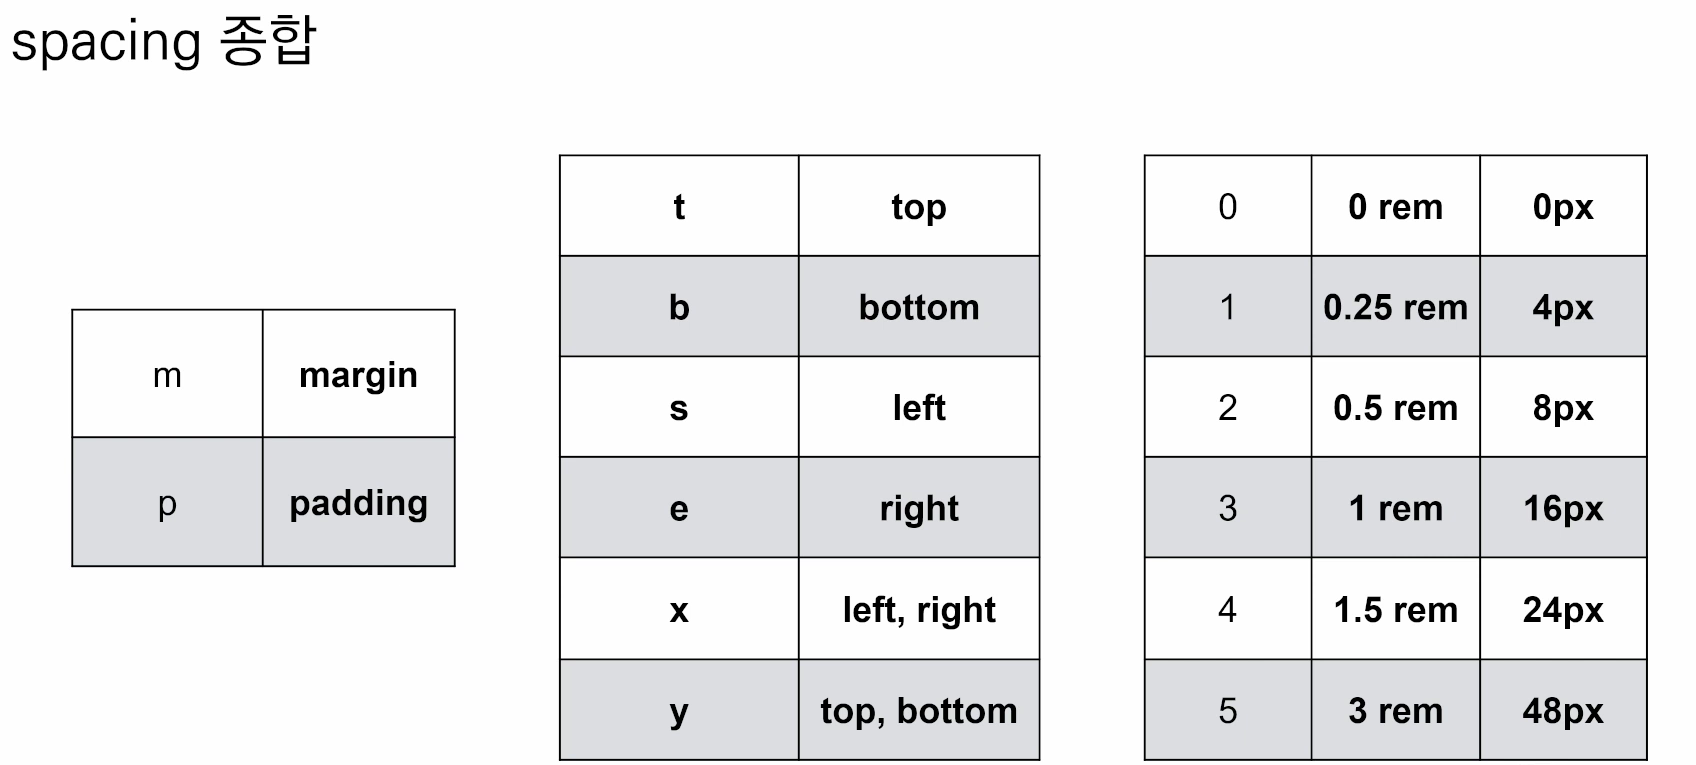 spacing 종합
m margin
p padding
t top
b bottom
s left
e right
x left, right
y top, bottom
0 0 rem 0px
1 0.25 rem 4px
2 0.5 rem 8px
3 1 rem 16px
4 1.5 rem 24px
5 3 rem 48px